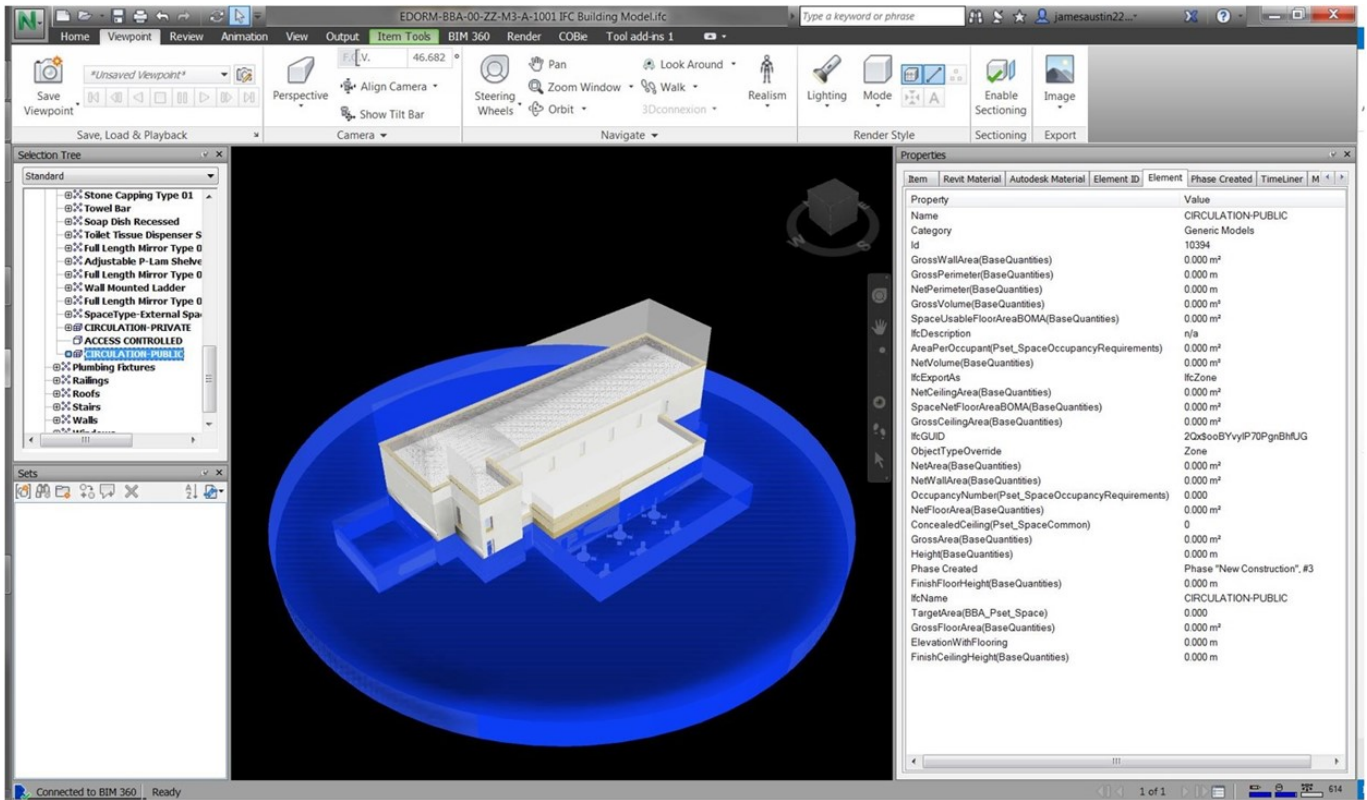 EDORM-BBA-00-ZZ-M3-A-1001 IFC Building Model.ifc
Type a keyword or phrase
jamesaustin22...
Home Viewpoint Review Animation View Output Item Tools BIM 360 Render COBie Tool add-ins 1
*Unsaved Viewpoint*
Save Viewpoint
Save, Load & Playback
Perspective
F.O.V. 46.682 °
Align Camera
Show Tilt Bar
Camera
Steering Wheels
Pan
Zoom Window
Orbit
Look Around
Walk
3Dconnexion
Realism
Navigate
Lighting
Mode
Render Style
Enable Sectioning
Sectioning
Image
Export
Selection Tree
Standard
Stone Capping Type 01
Towel Bar
Soap Dish Recessed
Toilet Tissue Dispenser S
Full Length Mirror Type 0
Adjustable P-Lam Shelve
Full Length Mirror Type 0
Wall Mounted Ladder
Full Length Mirror Type 0
SpaceType-External Spa
CIRCULATION-PRIVATE
ACCESS CONTROLLED
CIRCULATION-PUBLIC
Plumbing Fixtures
Railings
Roofs
Stairs
Walls
Sets
W S
Properties
Item Revit Material Autodesk Material Element ID Element Phase Created TimeLiner M
Property Value
Name CIRCULATION-PUBLIC
Category Generic Models
Id 10394
GrossWallArea(BaseQuantities) 0.000 m²
GrossPerimeter(BaseQuantities) 0.000 m
NetPerimeter(BaseQuantities) 0.000 m
GrossVolume(BaseQuantities) 0.000 m³
SpaceUsableFloorAreaBOMA(BaseQuantities) 0.000 m²
IfcDescription n/a
AreaPerOccupant(Pset_SpaceOccupancyRequirements) 0.000 m²
NetVolume(BaseQuantities) 0.000 m³
IfcExportAs IfcZone
NetCeilingArea(BaseQuantities) 0.000 m²
SpaceNetFloorAreaBOMA(BaseQuantities) 0.000 m²
GrossCeilingArea(BaseQuantities) 0.000 m²
IfcGUID 2Qx$ooBYvyIP70PgnBhfUG
ObjectTypeOverride Zone
NetArea(BaseQuantities) 0.000 m²
NetWallArea(BaseQuantities) 0.000 m²
OccupancyNumber(Pset_SpaceOccupancyRequirements) 0.000
NetFloorArea(BaseQuantities) 0.000 m²
ConcealedCeiling(Pset_SpaceCommon) 0
GrossArea(BaseQuantities) 0.000 m²
Height(BaseQuantities) 0.000 m
Phase Created Phase "New Construction", #3
FinishFloorHeight(BaseQuantities) 0.000 m
IfcName CIRCULATION-PUBLIC
TargetArea(BBA_Pset_Space) 0.000
GrossFloorArea(BaseQuantities) 0.000 m²
ElevationWithFlooring 0.000 m
FinishCeilingHeight(BaseQuantities) 0.000 m
Connected to BIM 360 Ready
1 of 1
614